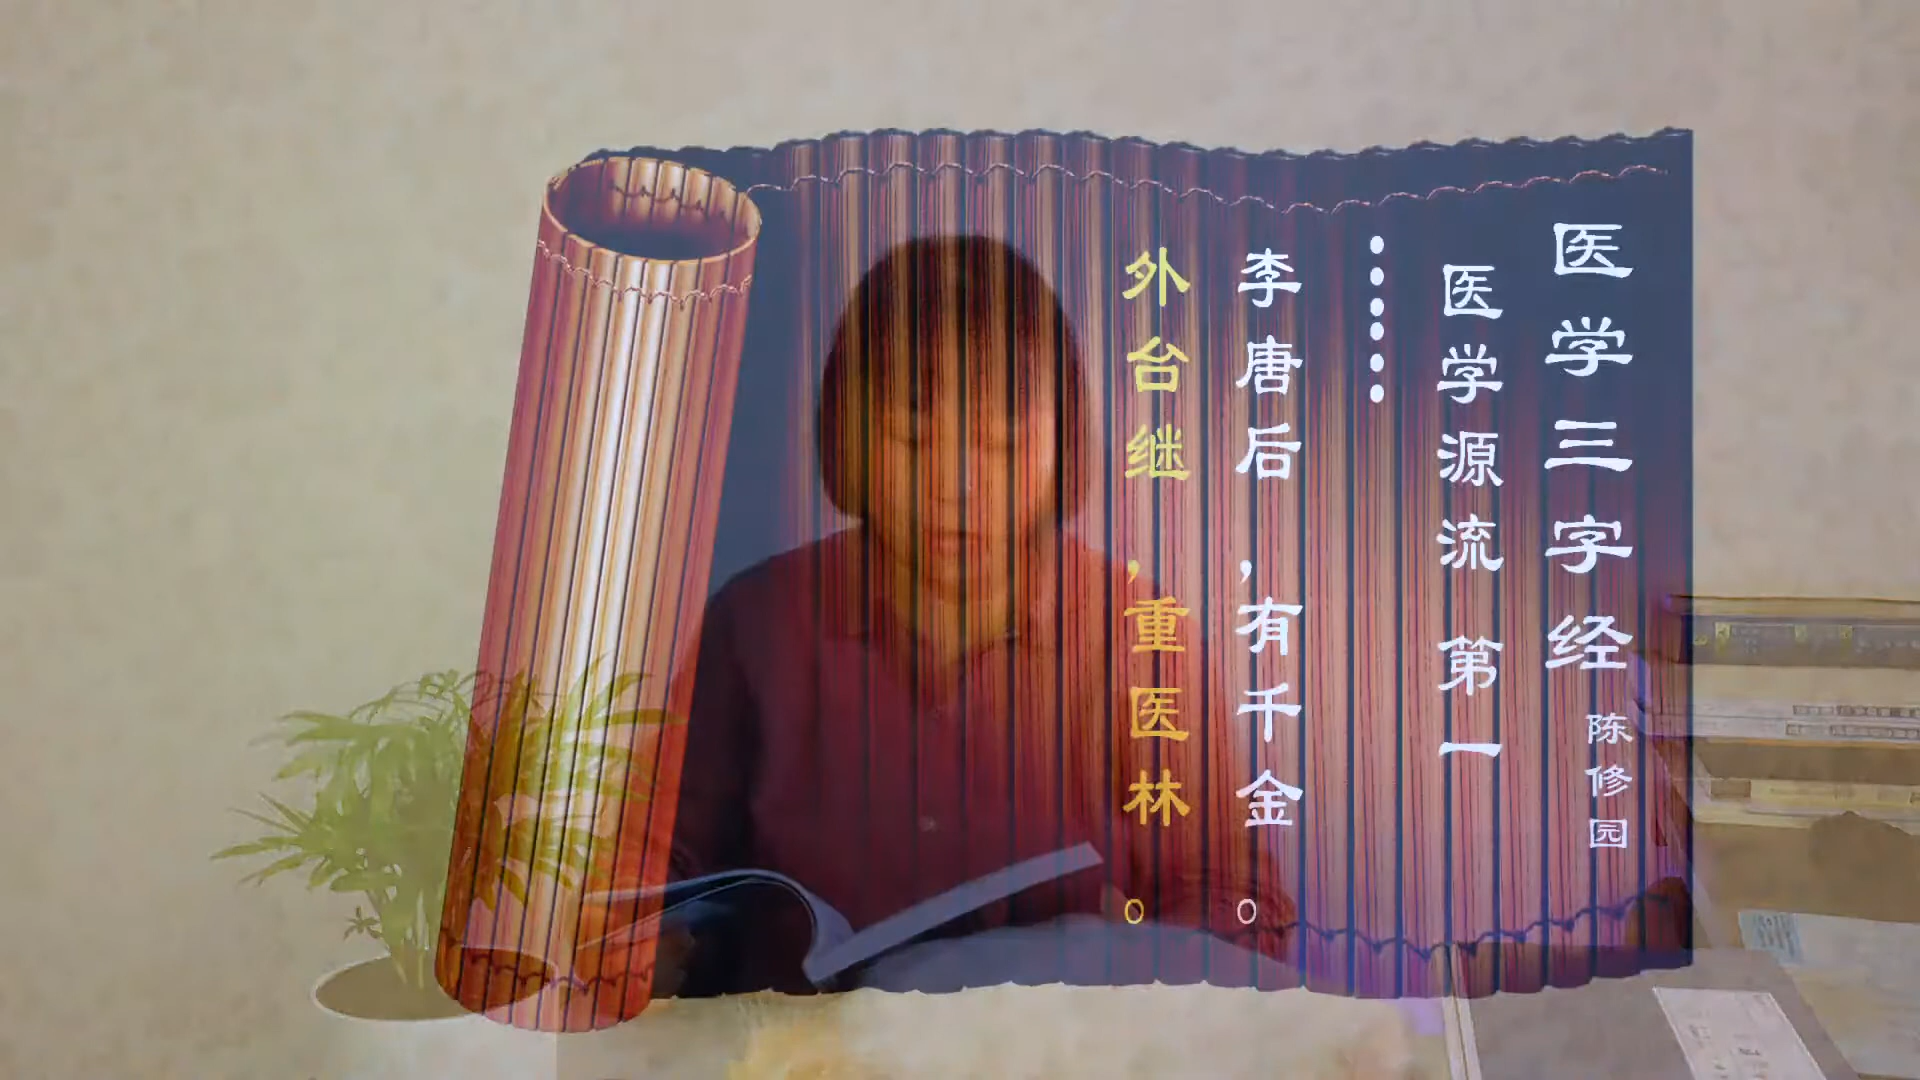 医学三字经
陈修园
医学源流 第一
••••••
李唐后，有千金。
外台继，重医林。